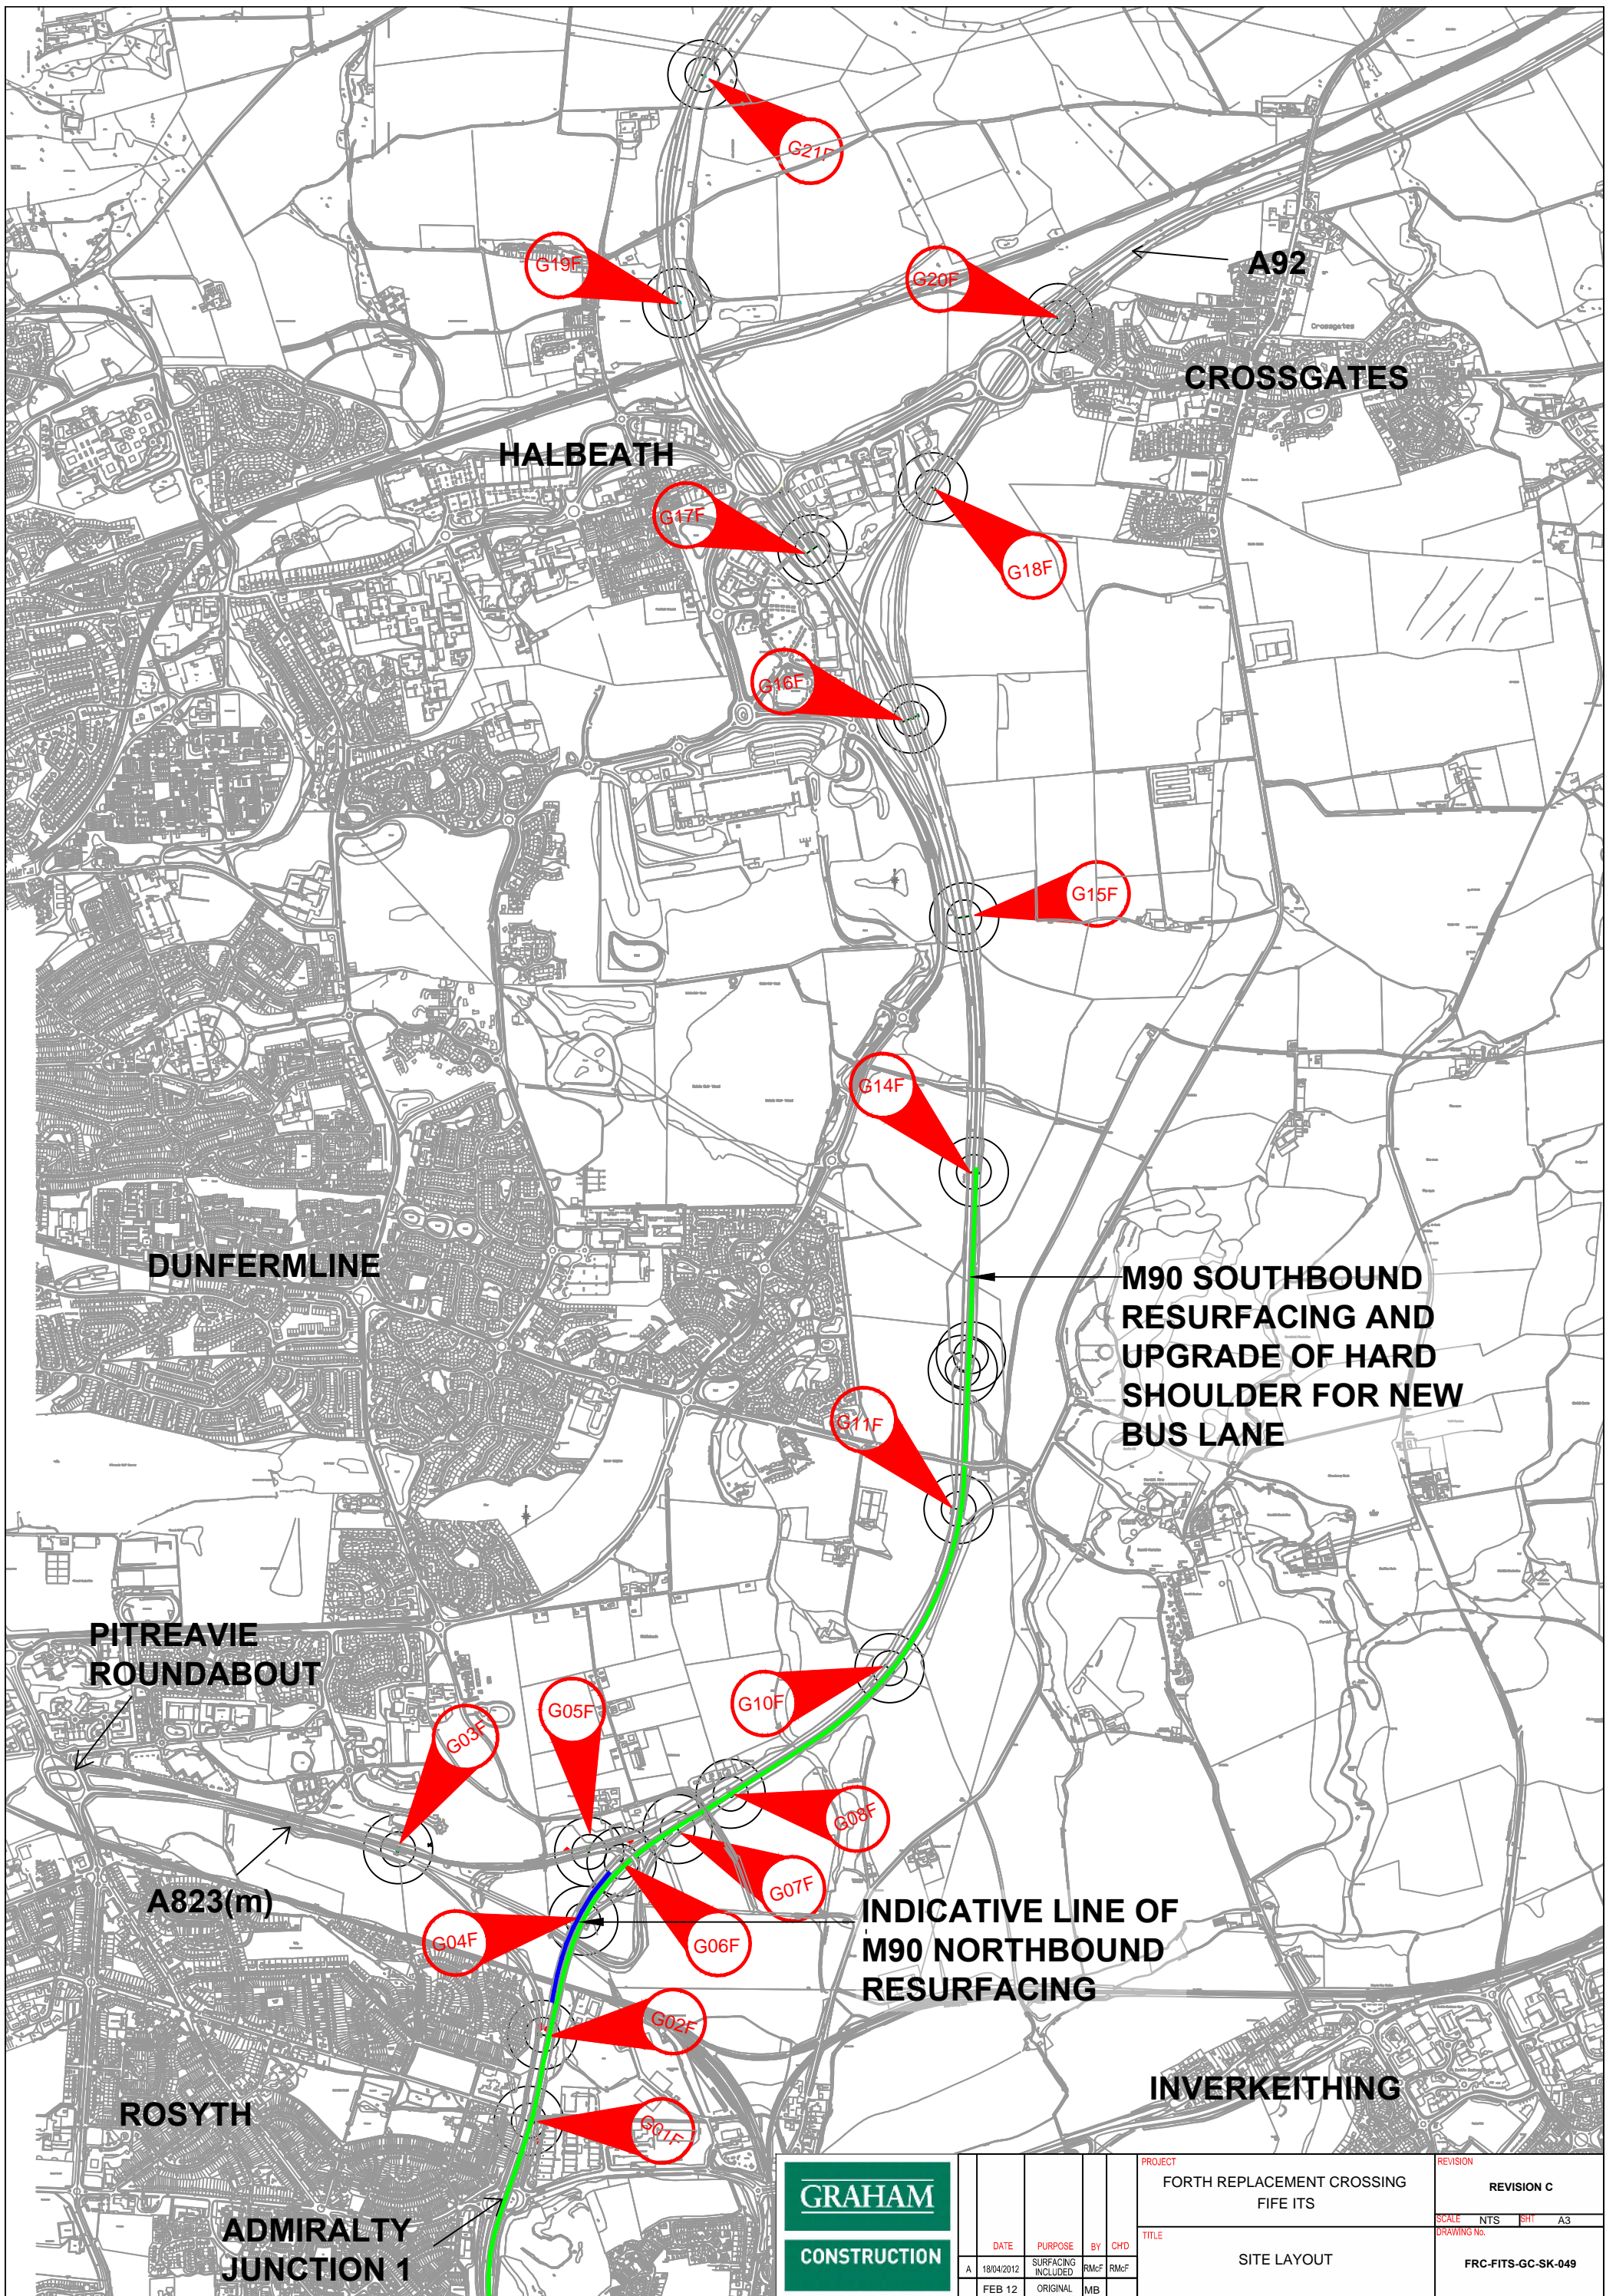 G21F
G19F
G20F
A92
Crossgates
CROSSGATES
HALBEATH
G17F
G18F
G16F
G15F
G14F
DUNFERMLINE
M90 SOUTHBOUND
RESURFACING AND
UPGRADE OF HARD
SHOULDER FOR NEW
BUS LANE
G11F
PITREAVIE
ROUNDABOUT
G10F
G05F
G03F
G08F
G07F
A823(m)
G04F
G06F
INDICATIVE LINE OF
M90 NORTHBOUND
RESURFACING
G02F
INVERKEITHING
ROSYTH
G01F
ADMIRALTY
JUNCTION 1
GRAHAM
CONSTRUCTION
DATE PURPOSE BY CH'D
A 18/04/2012 SURFACING INCLUDED RMcF RMcF
FEB 12 ORIGINAL MB
PROJECT
FORTH REPLACEMENT CROSSING
FIFE ITS
TITLE
SITE LAYOUT
REVISION
REVISION C
SCALE NTS SHT A3
DRAWING No.
FRC-FITS-GC-SK-049